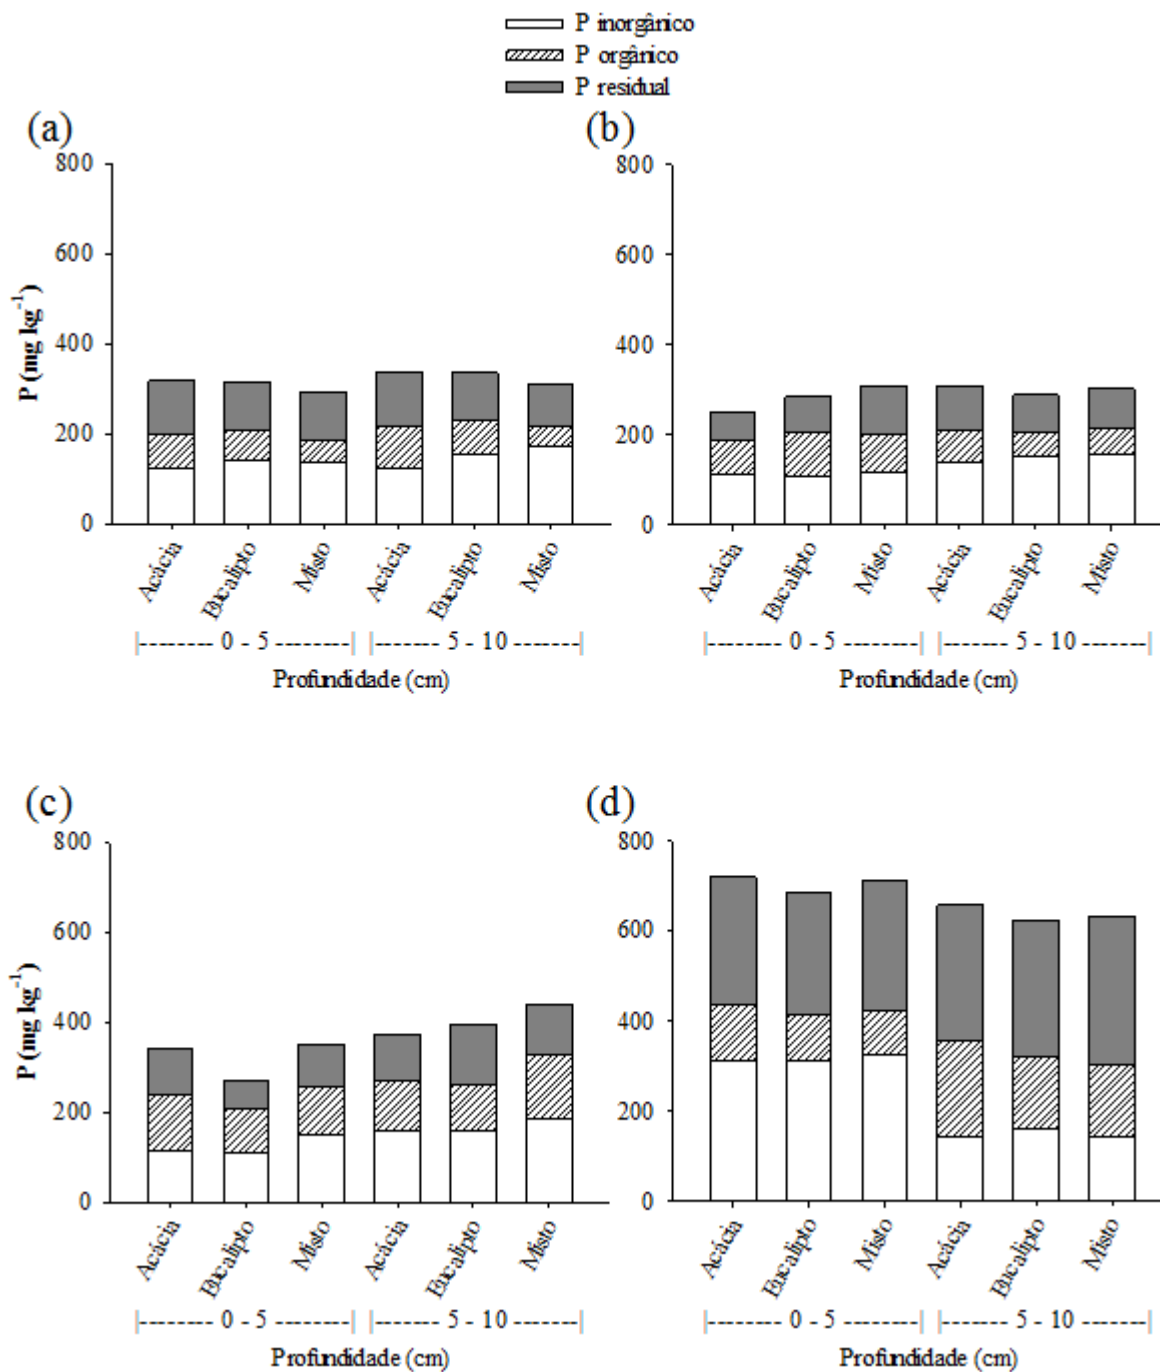 P inorgânico
P orgânico
P residual
(a)
800
600
400
200
0
P (mg kg⁻¹)
Acácia
Eucalipto
Misto
Acácia
Eucalipto
Misto
|-------- 0 - 5 --------| |------- 5 - 10 -------|
Profundidade (cm)
(b)
800
600
400
200
0
Acácia
Eucalipto
Misto
Acácia
Eucalipto
Misto
|-------- 0 - 5 --------| |------- 5 - 10 -------|
Profundidade (cm)
(c)
800
600
400
200
0
P (mg kg⁻¹)
Acácia
Eucalipto
Misto
Acácia
Eucalipto
Misto
|-------- 0 - 5 --------| |------- 5 - 10 -------|
Profundidade (cm)
(d)
800
600
400
200
0
Acácia
Eucalipto
Misto
Acácia
Eucalipto
Misto
|-------- 0 - 5 --------| |------- 5 - 10 -------|
Profundidade (cm)